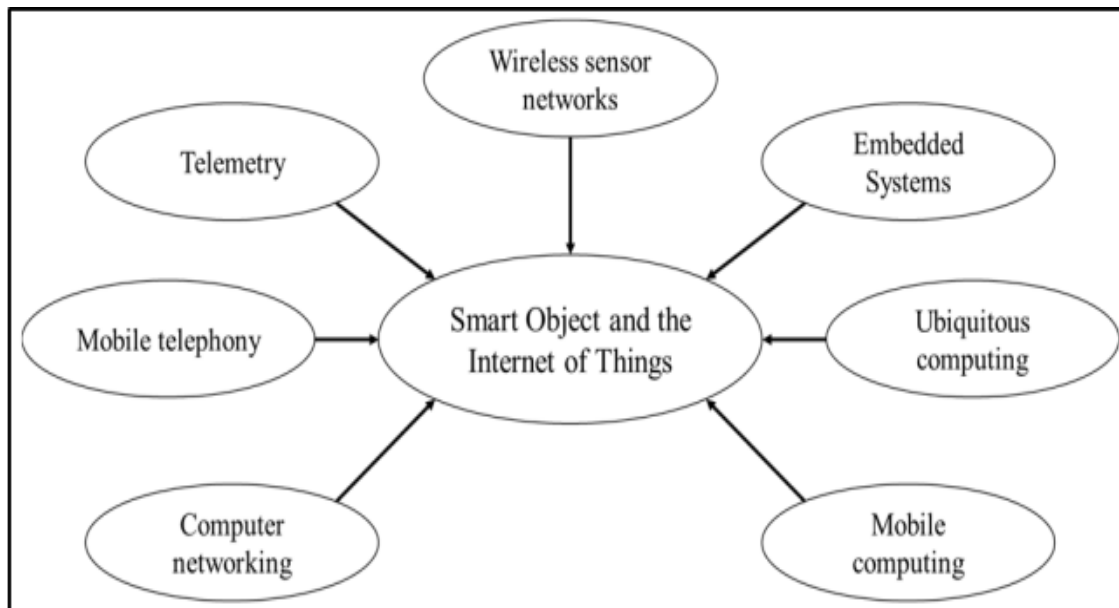 Wireless sensor
networks
Telemetry
Embedded
Systems
Mobile telephony
Smart Object and the
Internet of Things
Ubiquitous
computing
Computer
networking
Mobile
computing